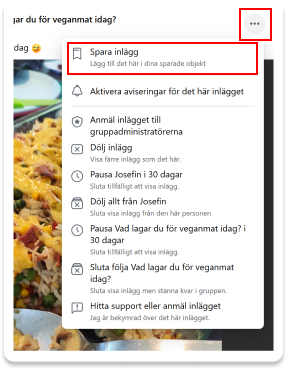 gar du för veganmat idag?
dag
Spara inlägg
Lägg till det här i dina sparade objekt
Aktivera aviseringar för det här inlägget
Anmäl inlägget till
gruppadministratörerna
Dölj inlägg
Visa färre inlägg som det här.
Pausa Josefin i 30 dagar
Sluta tillfälligt att visa inlägg.
Dölj allt från Josefin
Sluta visa inlägg från den här personen
Pausa Vad lagar du för veganmat idag? i
30 dagar
Sluta tillfälligt att visa inlägg.
Sluta följa Vad lagar du för veganmat
idag?
Sluta visa inlägg men stanna kvar i gruppen.
Hitta support eller anmäl inlägget
Jag är bekymrad över det här inlägget.